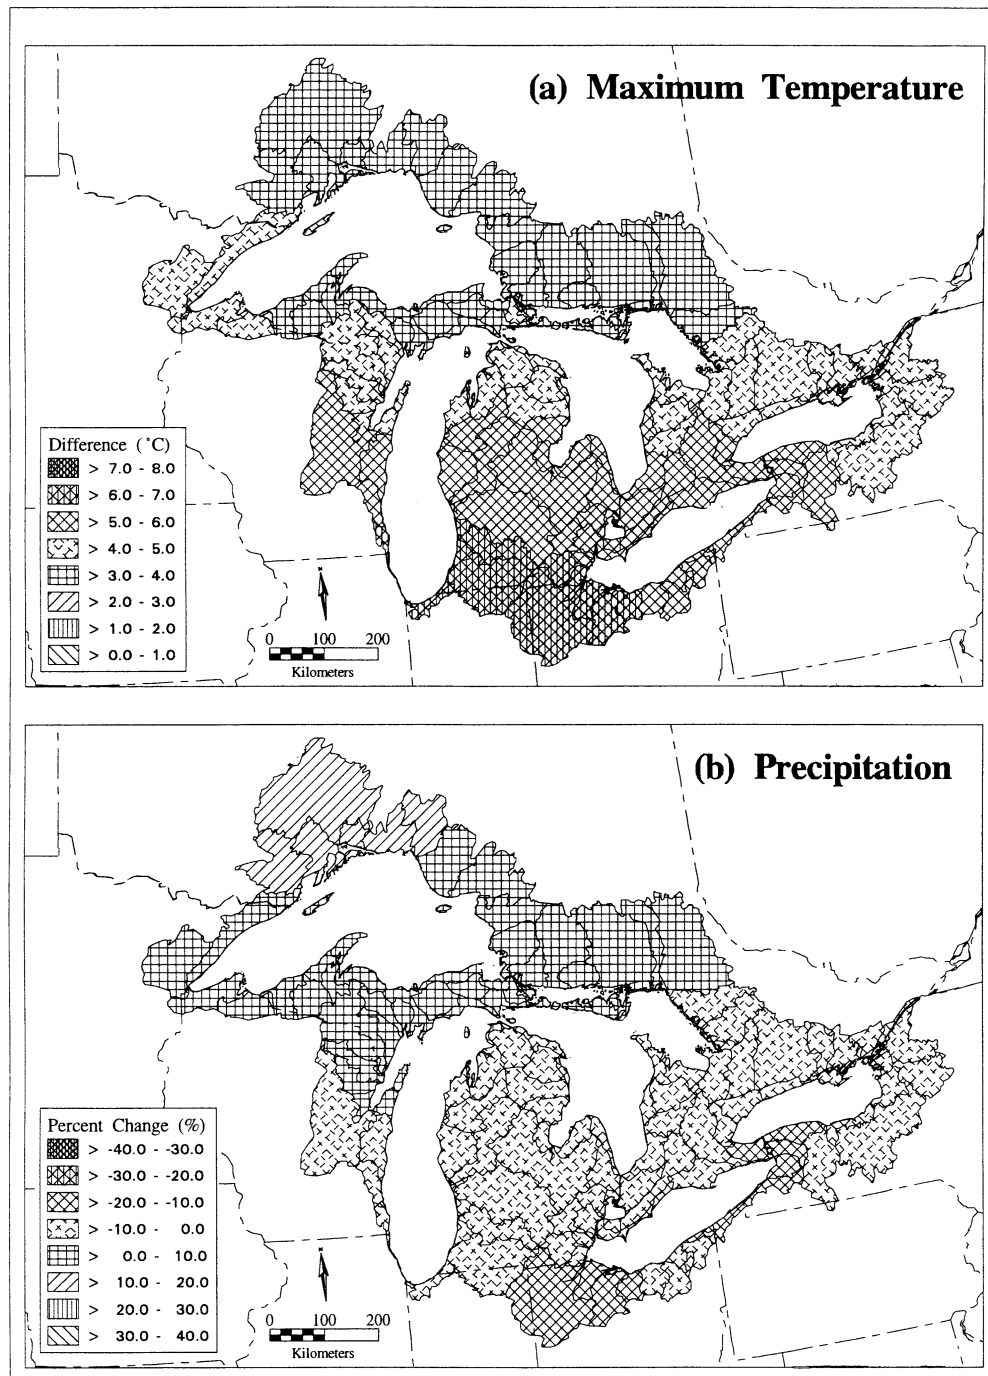 (a) Maximum Temperature
Difference (°C)
> 7.0 - 8.0
> 6.0 - 7.0
> 5.0 - 6.0
> 4.0 - 5.0
> 3.0 - 4.0
> 2.0 - 3.0
> 1.0 - 2.0
> 0.0 - 1.0
0 100 200
Kilometers
(b) Precipitation
Percent Change (%)
> -40.0 - -30.0
> -30.0 - -20.0
> -20.0 - -10.0
> -10.0 - 0.0
> 0.0 - 10.0
> 10.0 - 20.0
> 20.0 - 30.0
> 30.0 - 40.0
0 100 200
Kilometers